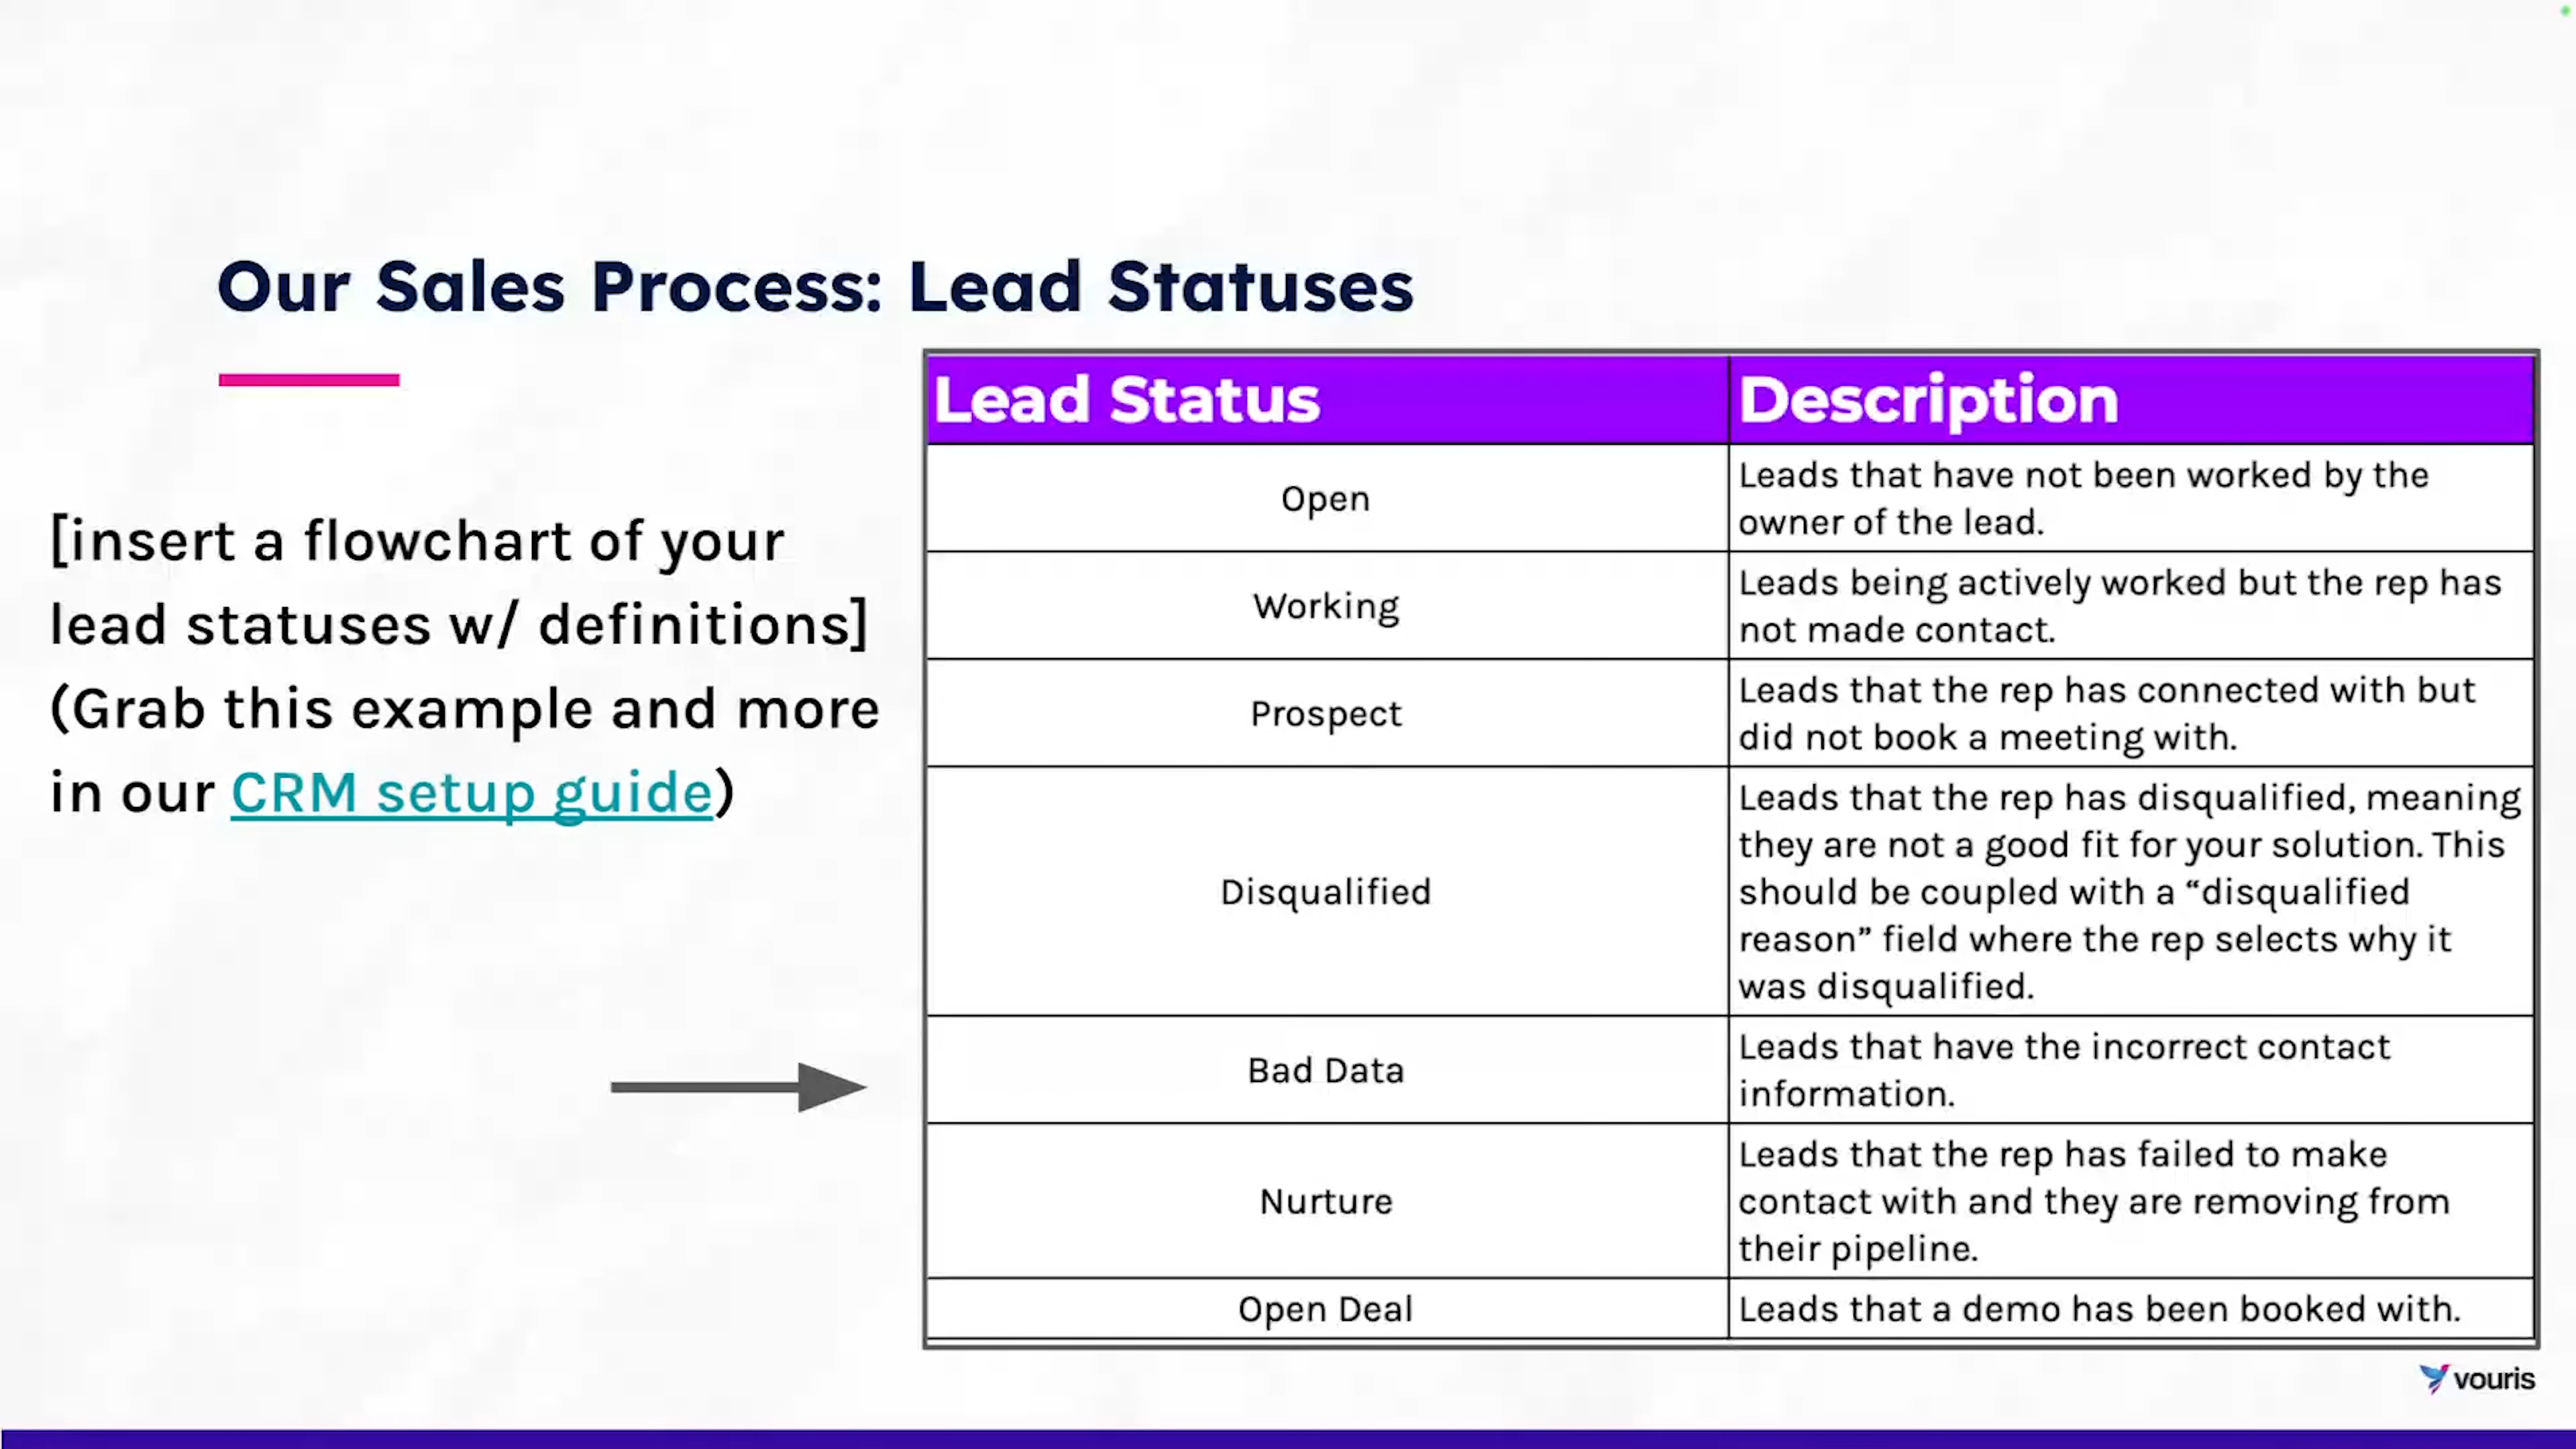 Our Sales Process: Lead Statuses
[insert a flowchart of your
lead statuses w/ definitions]
(Grab this example and more
in our CRM setup guide)
Lead Status
Description
Open
Leads that have not been worked by the
owner of the lead.
Working
Leads being actively worked but the rep has
not made contact.
Prospect
Leads that the rep has connected with but
did not book a meeting with.
Disqualified
Leads that the rep has disqualified, meaning
they are not a good fit for your solution. This
should be coupled with a “disqualified
reason” field where the rep selects why it
was disqualified.
Bad Data
Leads that have the incorrect contact
information.
Nurture
Leads that the rep has failed to make
contact with and they are removing from
their pipeline.
Open Deal
Leads that a demo has been booked with.
vouris